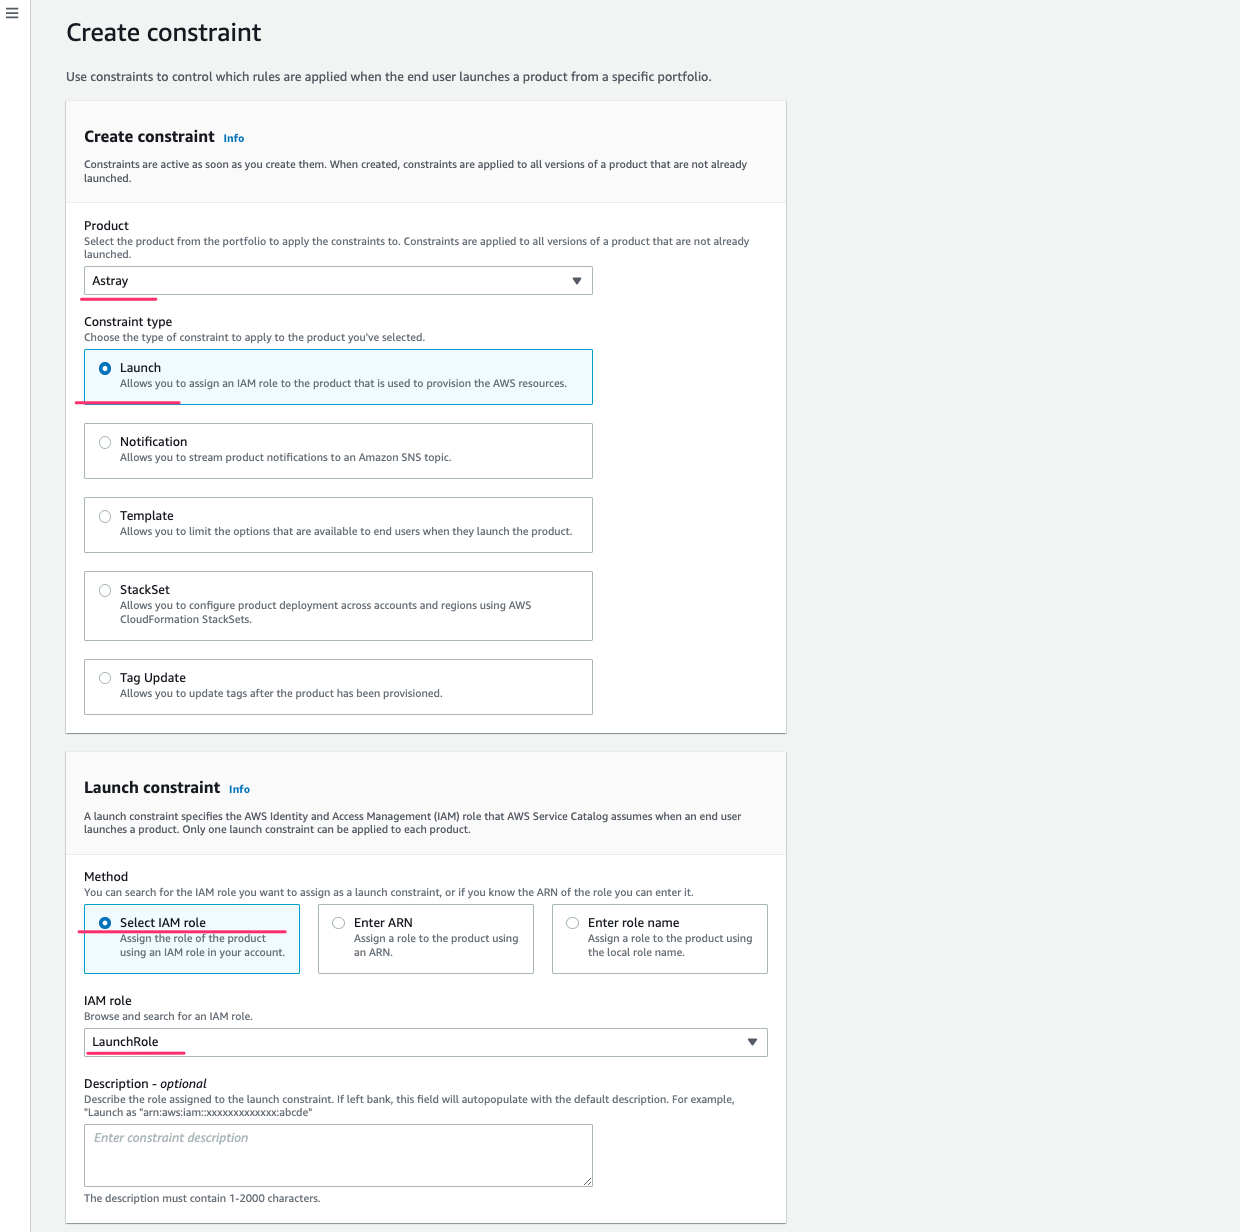 Create constraint
Use constraints to control which rules are applied when the end user launches a product from a specific portfolio.
Create constraint Info
Constraints are active as soon as you create them. When created, constraints are applied to all versions of a product that are not already
launched.
Product
Select the product from the portfolio to apply the constraints to. Constraints are applied to all versions of a product that are not already
launched.
Astray
Constraint type
Choose the type of constraint to apply to the product you've selected.
Launch
Allows you to assign an IAM role to the product that is used to provision the AWS resources.
Notification
Allows you to stream product notifications to an Amazon SNS topic.
Template
Allows you to limit the options that are available to end users when they launch the product.
StackSet
Allows you to configure product deployment across accounts and regions using AWS
CloudFormation StackSets.
Tag Update
Allows you to update tags after the product has been provisioned.
Launch constraint Info
A launch constraint specifies the AWS Identity and Access Management (IAM) role that AWS Service Catalog assumes when an end user
launches a product. Only one launch constraint can be applied to each product.
Method
You can search for the IAM role you want to assign as a launch constraint, or if you know the ARN of the role you can enter it.
Select IAM role
Assign the role of the product
using an IAM role in your account.
Enter ARN
Assign a role to the product using
an ARN.
Enter role name
Assign a role to the product using
the local role name.
IAM role
Browse and search for an IAM role.
LaunchRole
Description - optional
Describe the role assigned to the launch constraint. If left bank, this field will autopopulate with the default description. For example,
"Launch as "arn:aws:iam::xxxxxxxxxxxxx:abcde"
Enter constraint description
The description must contain 1-2000 characters.